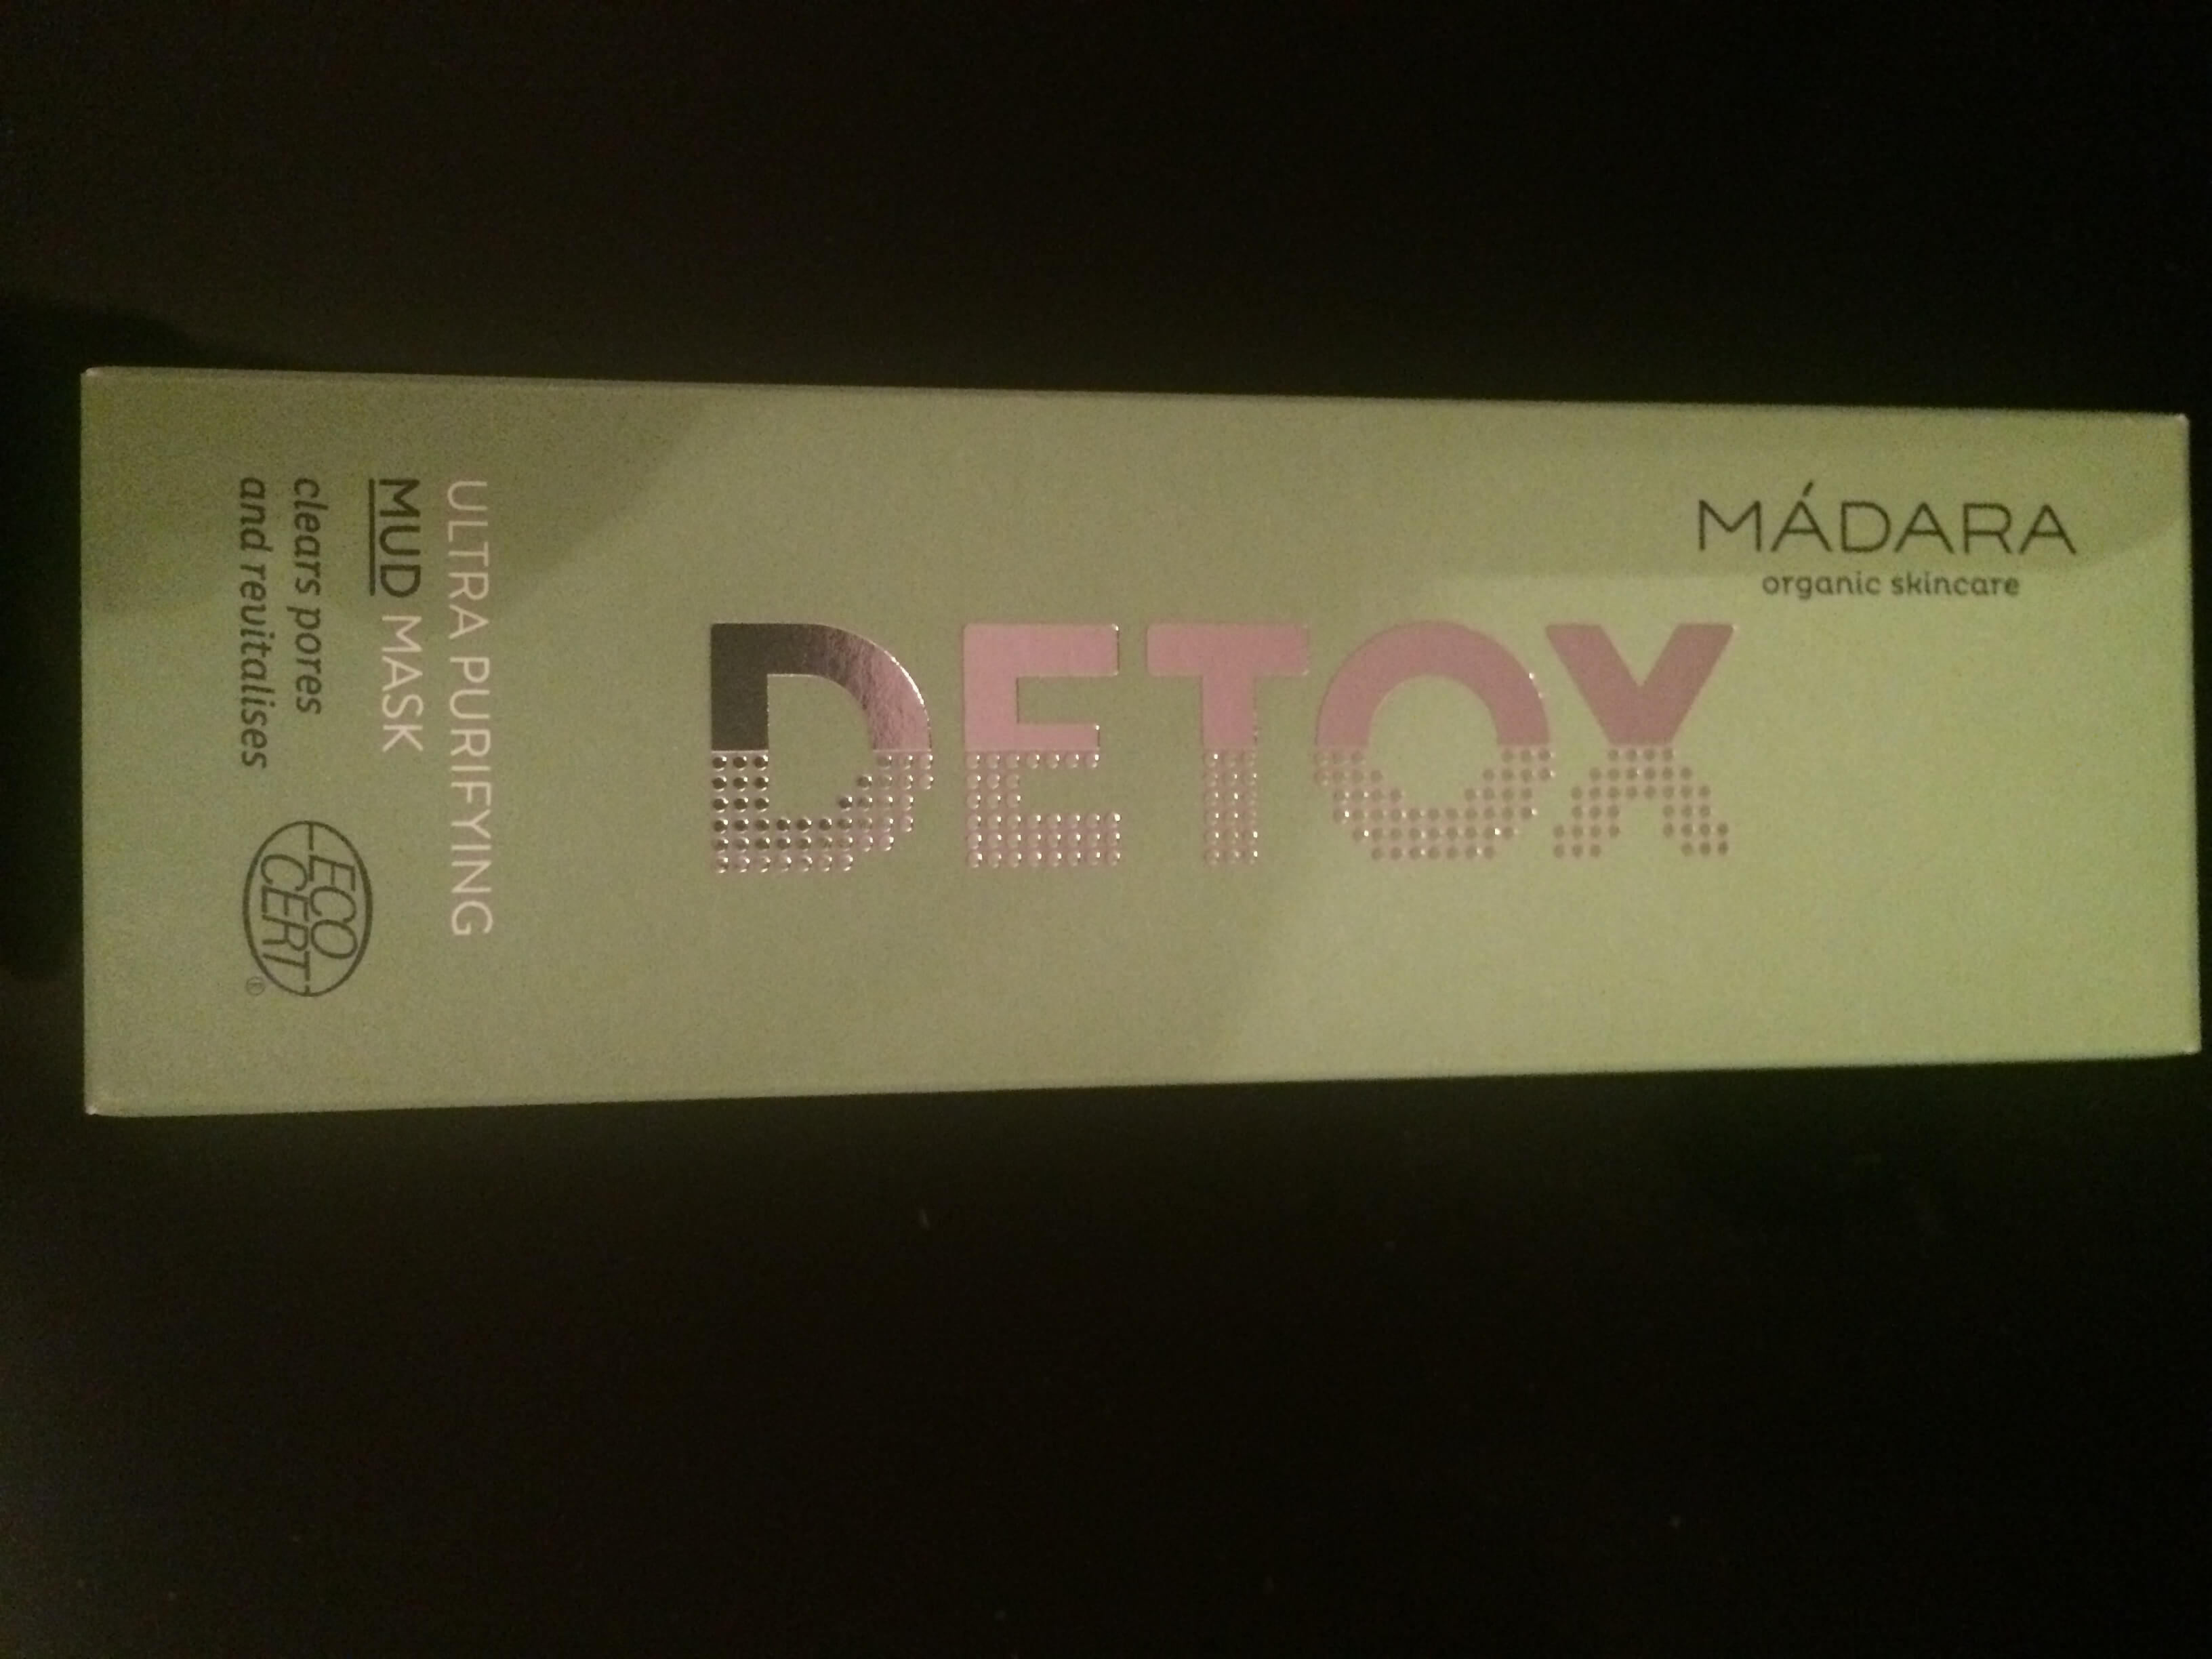 MÁDARA
organic skincare
DETOX
ULTRA PURIFYING
MUD MASK
clears pores
and revitalises
ECO
CERT
®